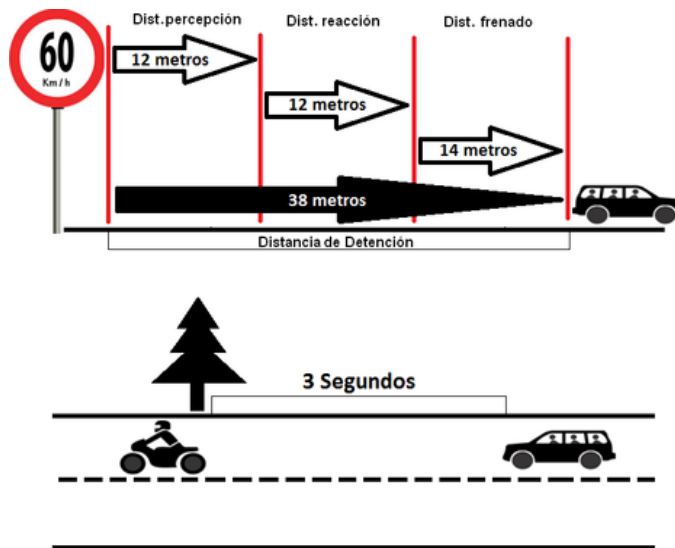 60
Km / h
Dist.percepción
Dist. reacción
Dist. frenado
12 metros
12 metros
14 metros
38 metros
Distancia de Detención
3 Segundos